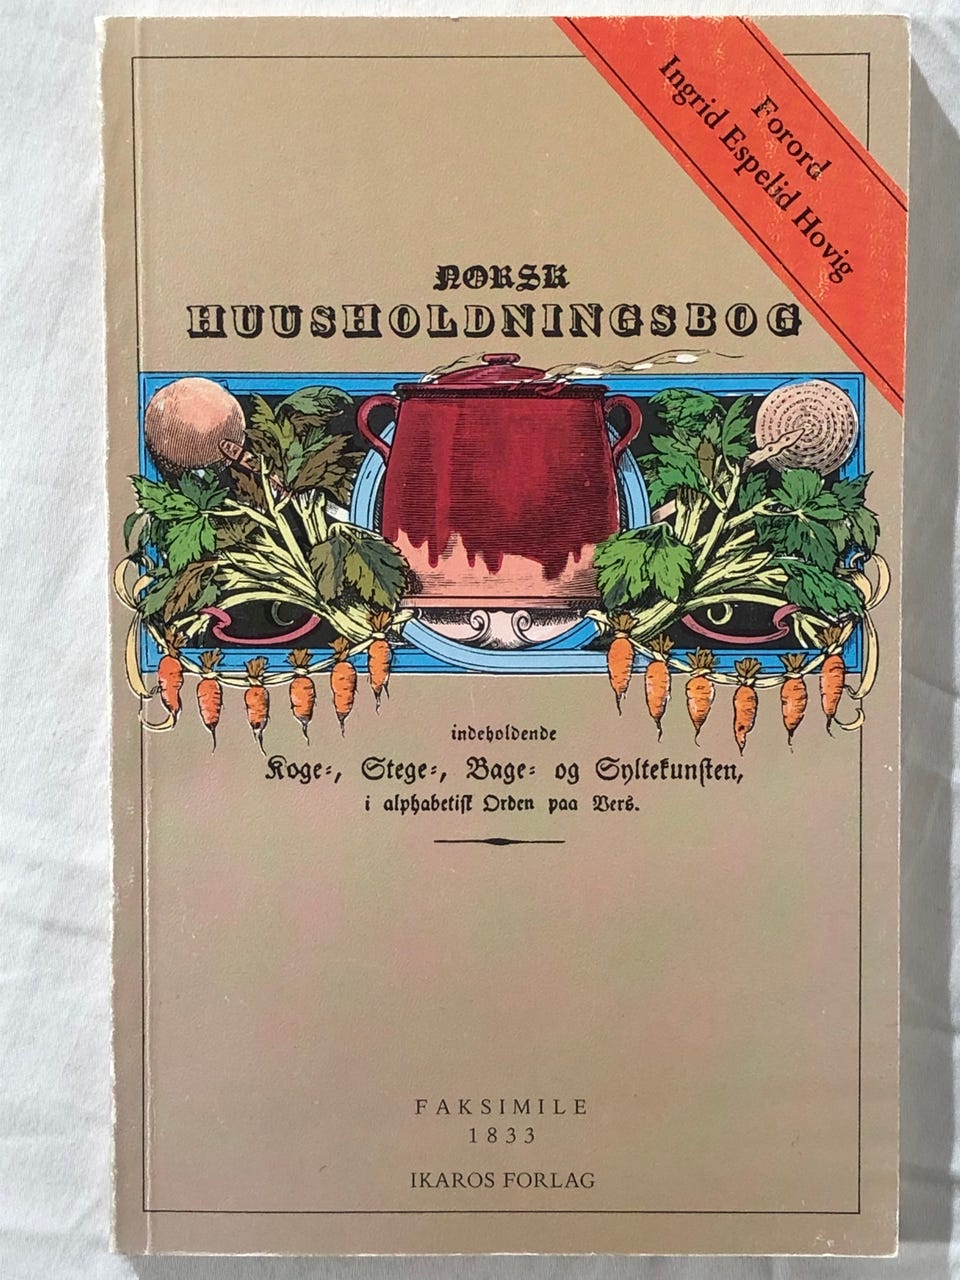 Forord
Ingrid Espelid Hovig
NORSK
HUUSHOLDNINGSBOG
indeholdende
Koge⸗, Stege⸗, Bage⸗ og Syltekunsten,
i alphabetisk Orden paa Vers.
FAKSIMILE
1833
IKAROS FORLAG